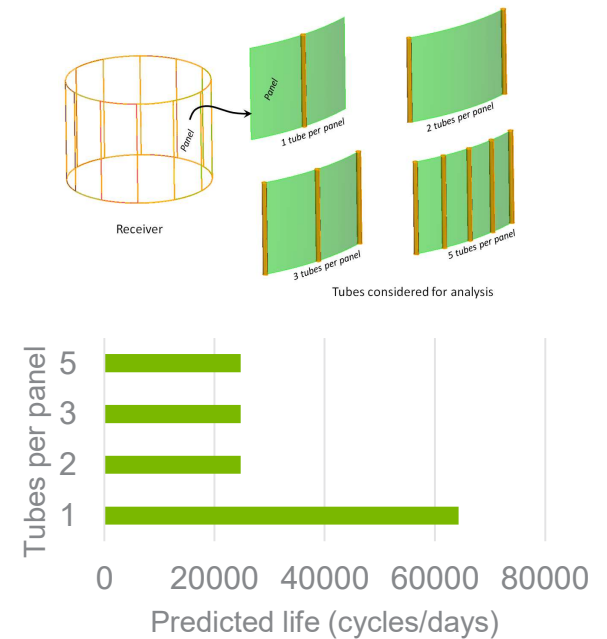 Panel
Panel
1 tube per panel
2 tubes per panel
Receiver
3 tubes per panel
5 tubes per panel
Tubes considered for analysis
Tubes per panel
5
3
2
1
0 20000 40000 60000 80000
Predicted life (cycles/days)